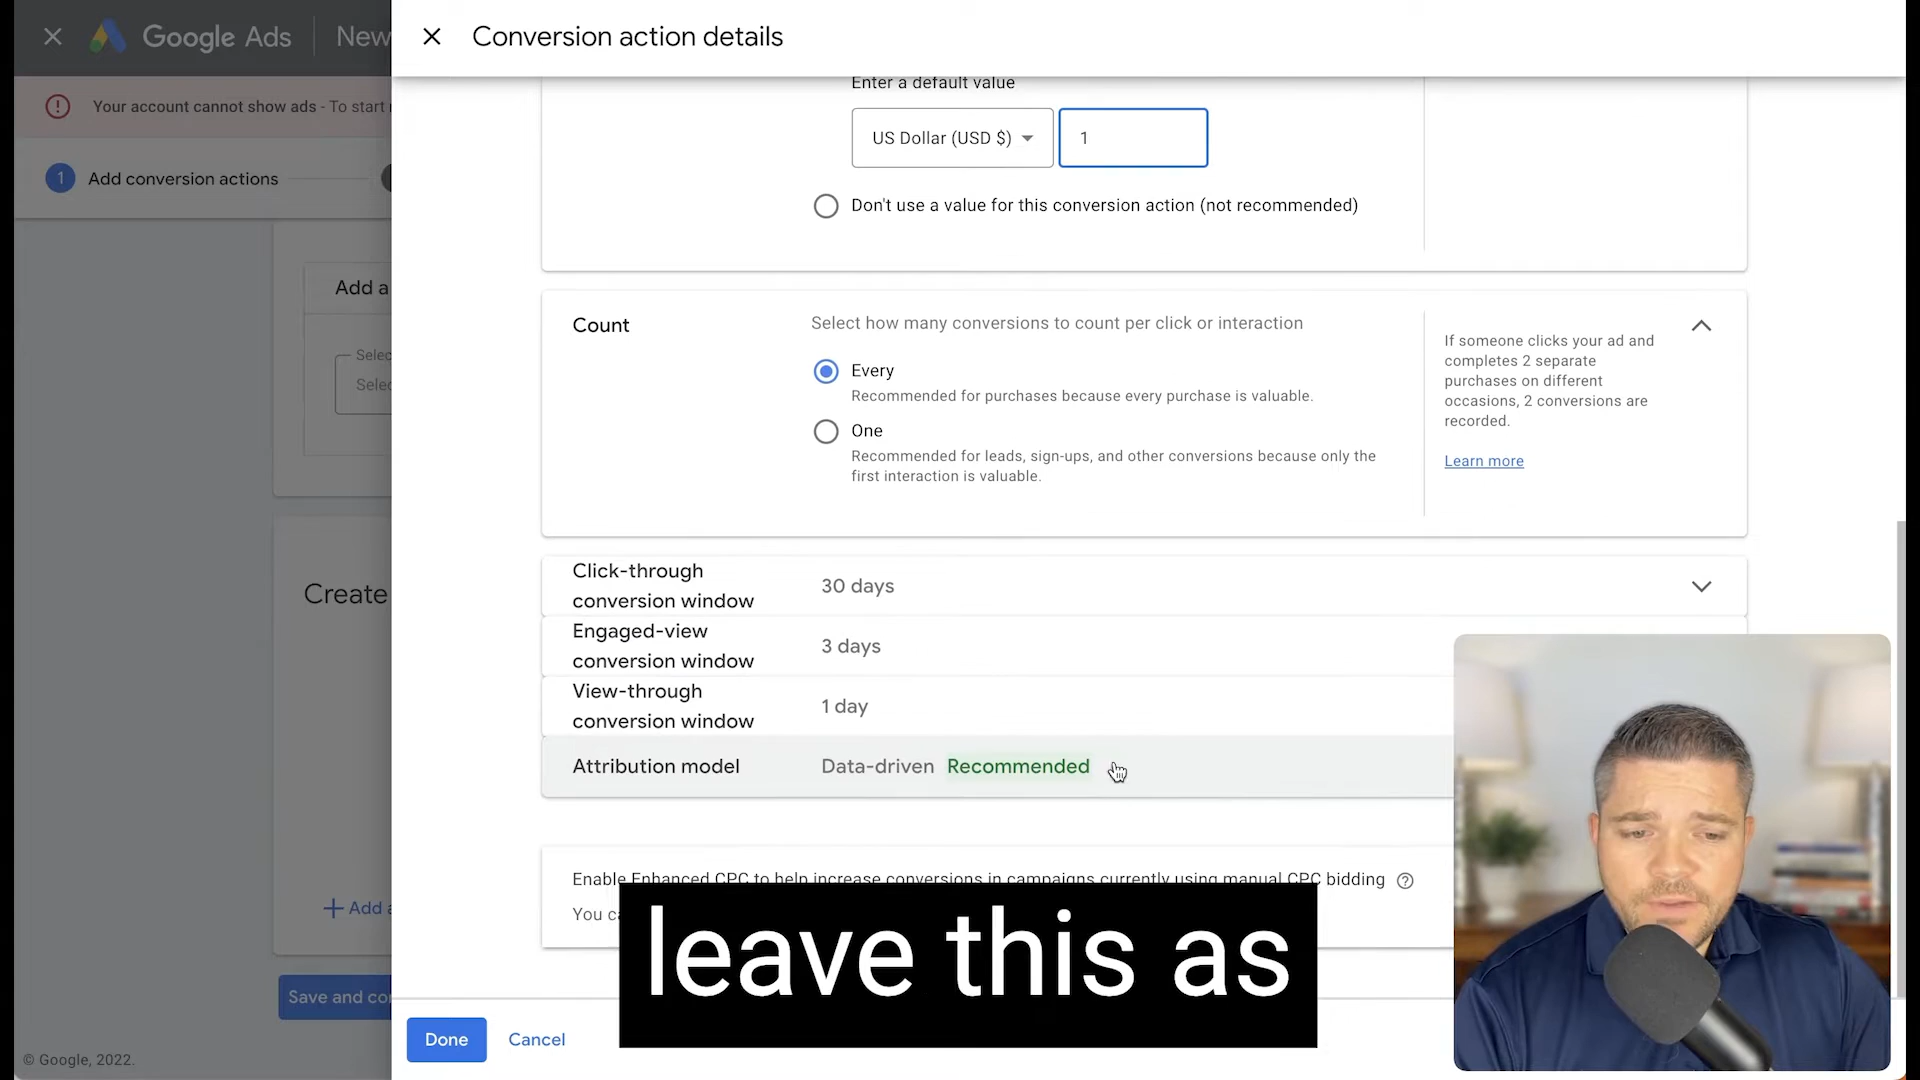 Google Ads
New
Conversion action details
Your account cannot show ads - To start
1 Add conversion actions
Enter a default value
US Dollar (USD $)
1
Don't use a value for this conversion action (not recommended)
Add a
Selec
Selec
Count
Select how many conversions to count per click or interaction
Every
Recommended for purchases because every purchase is valuable.
One
Recommended for leads, sign-ups, and other conversions because only the
first interaction is valuable.
If someone clicks your ad and
completes 2 separate
purchases on different
occasions, 2 conversions are
recorded.
Learn more
Click-through
conversion window
30 days
Engaged-view
conversion window
3 days
View-through
conversion window
1 day
Attribution model
Data-driven Recommended
Create
Add a
Save and co
Enable Enhanced CPC to help increase conversions in campaigns currently using manual CPC bidding
You c
leave this as
Done
Cancel
© Google, 2022.